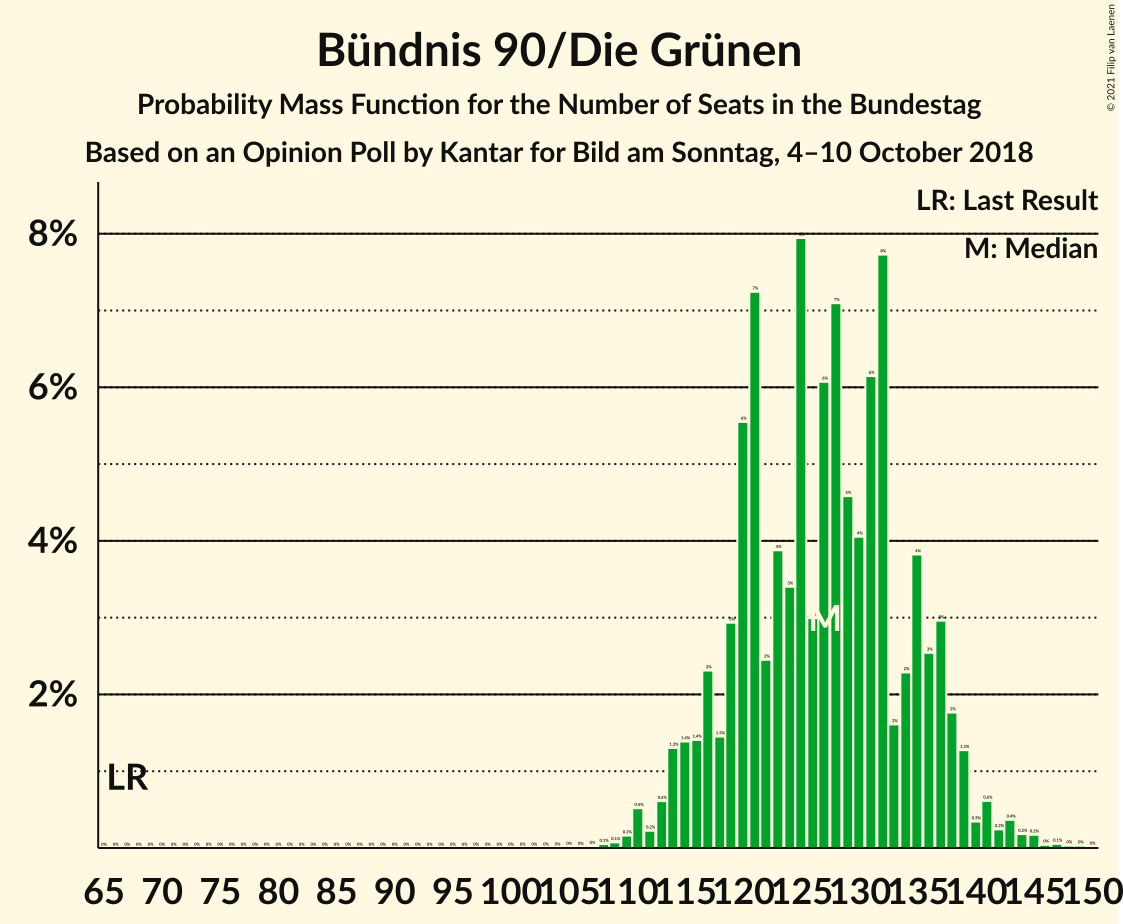 Bündnis 90/Die Grünen
Probability Mass Function for the Number of Seats in the Bundestag
Based on an Opinion Poll by Kantar for Bild am Sonntag, 4–10 October 2018
© 2021 Filip van Laenen
LR: Last Result
M: Median
8%
6%
4%
2%
LR
M
65 70 75 80 85 90 95 100 105 110 115 120 125 130 135 140 145 150